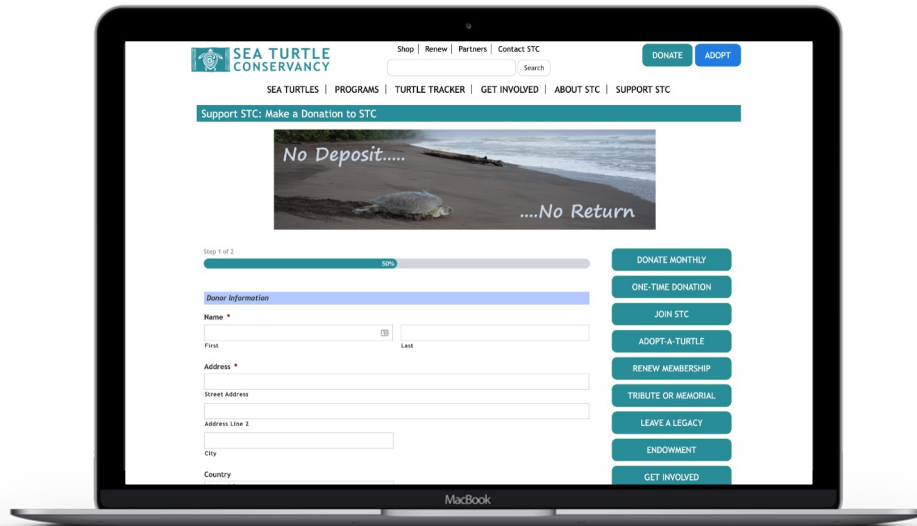 SEA TURTLE
CONSERVANCY
Shop | Renew | Partners | Contact STC
Search
DONATE
ADOPT
SEA TURTLES | PROGRAMS | TURTLE TRACKER | GET INVOLVED | ABOUT STC | SUPPORT STC
Support STC: Make a Donation to STC
No Deposit.....
....No Return
Step 1 of 2
50%
Donor Information
Name *
First
Last
Address *
Street Address
Address Line 2
City
Country
DONATE MONTHLY
ONE-TIME DONATION
JOIN STC
ADOPT-A-TURTLE
RENEW MEMBERSHIP
TRIBUTE OR MEMORIAL
LEAVE A LEGACY
ENDOWMENT
GET INVOLVED
MacBook